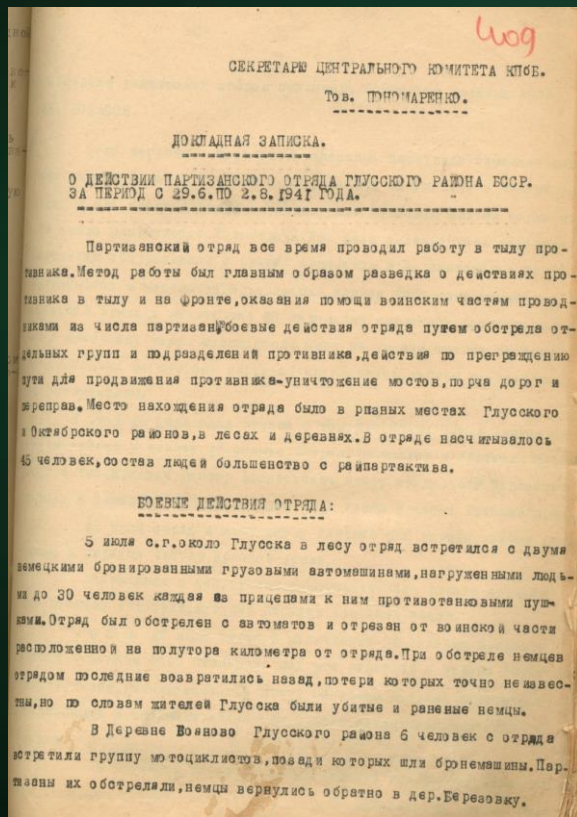 409
СЕКРЕТАРЮ ЦЕНТРАЛЬНОГО КОМИТЕТА КПбБ.
Тов. ПОНОМАРЕНКО.
ДОКЛАДНАЯ ЗАПИСКА.
О ДЕЙСТВИИ ПАРТИЗАНСКОГО ОТРЯДА ГЛУССКОГО РАЙОНА БССР.
ЗА ПЕРИОД С 29.6.ПО 2.8.1941 ГОДА.
Партизанский отряд все время проводил работу в тылу про-
тивника.Метод работы был главным образом разведка о действиях про-
тивника в тылу и на фронте,оказания помощи воинским частям провод-
никами из числа партизан, боевые действия отряда путем обстрела от-
дельных групп и подразделений противника,действия по преграждению
пути для продвижения противника-уничтожение мостов,порча дорог и
переправ.Место нахождения отряда было в ризных местах Глусского
и Октябрского районов,в лесах и деревнях.В отряде насчитывалось
45 человек,состав людей большенство с райпартактива.
БОЕВЫЕ ДЕЙСТВИЯ ОТРЯДА:
5 июля с.г.около Глусска в лесу отряд встретился с двумя
немецкими бронированными грузовыми автомашинами,нагруженными людь-
ми до 30 человек каждая с прицепами к ним противотанковыми пуш-
ками.Отряд был обстрелен с автоматов и отрезан от воинской части
расположенной на полутора километра от отряда.При обстреле немцев
отрядом последние возвратились назад,потери которых точно неизвес-
тны,но по словам жителей Глусска были убитые и раненые немцы.
В Деревне Вояново Глусского района 6 человек с отряда
встретили группу мотоциклистов,позади которых шли бронемашины.Пар-
тизаны их обстреляли,немцы вернулись обратно в дер.Березовку.